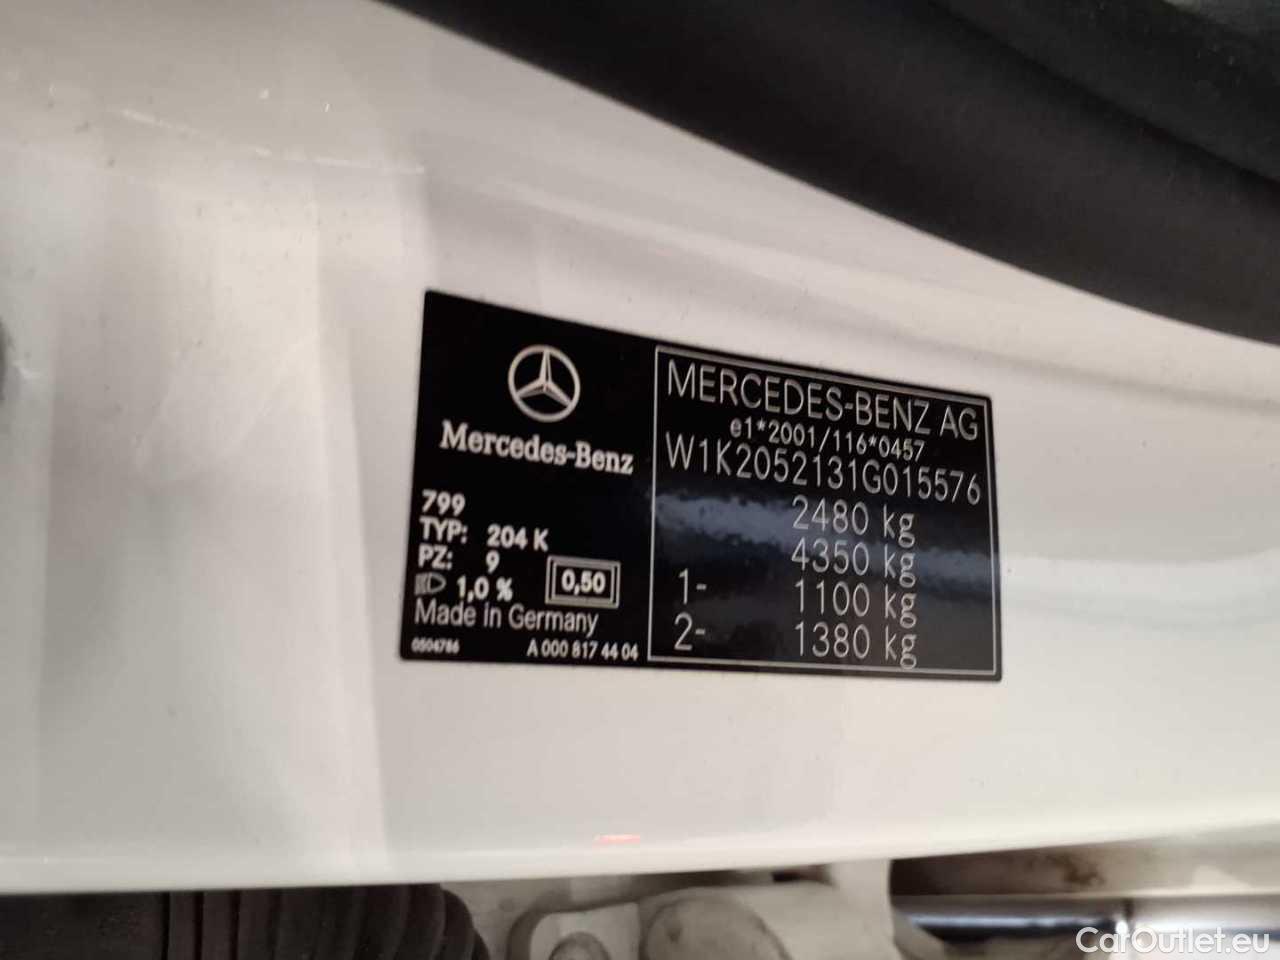 Mercedes-Benz
799
TYP: 204 K
PZ: 9
1,0 % 0,50
Made in Germany
0504786 A 000 817 44 04
MERCEDES-BENZ AG
e1*2001/116*0457
W1K2052131G015576
2480 kg
4350 kg
1- 1100 kg
2- 1380 kg
CarOutlet.eu